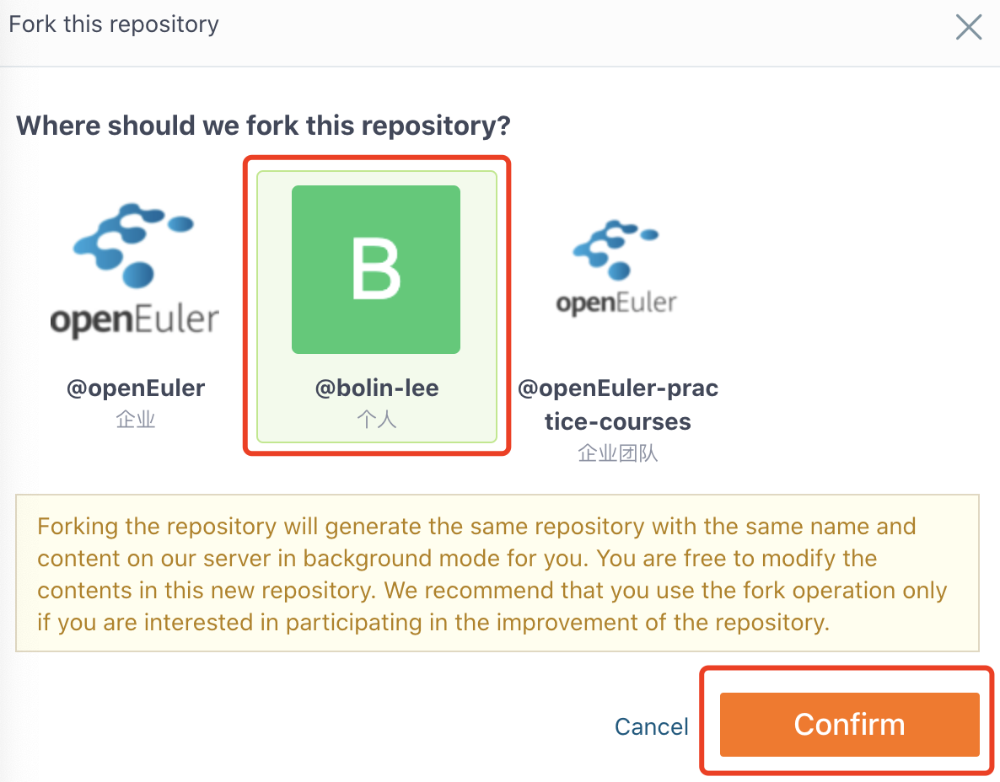 Fork this repository
Where should we fork this repository?
openEuler
B
openEuler
@openEuler
企业
@bolin-lee
个人
@openEuler-prac
tice-courses
企业团队
Forking the repository will generate the same repository with the same name and
content on our server in background mode for you. You are free to modify the
contents in this new repository. We recommend that you use the fork operation only
if you are interested in participating in the improvement of the repository.
Cancel
Confirm